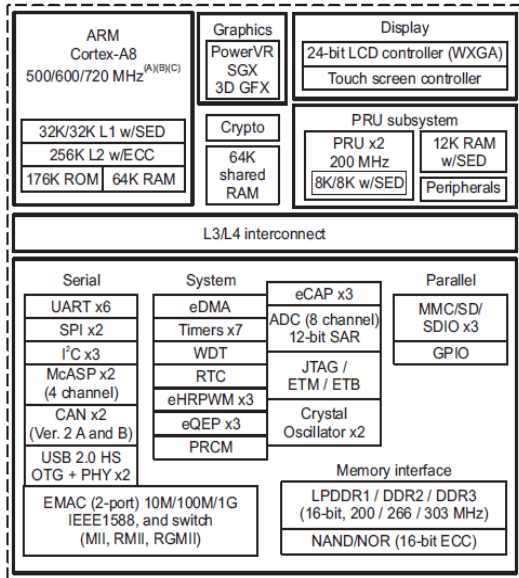 ARM
Cortex-A8
500/600/720 MHz(A)(B)(C)
32K/32K L1 w/SED
256K L2 w/ECC
176K ROM
64K RAM
Graphics
PowerVR
SGX
3D GFX
Crypto
64K
shared
RAM
Display
24-bit LCD controller (WXGA)
Touch screen controller
PRU subsystem
PRU x2
200 MHz
8K/8K w/SED
12K RAM
w/SED
Peripherals
L3/L4 interconnect
Serial
UART x6
SPI x2
I²C x3
McASP x2
(4 channel)
CAN x2
(Ver. 2 A and B)
USB 2.0 HS
OTG + PHY x2
EMAC (2-port) 10M/100M/1G
IEEE1588, and switch
(MII, RMII, RGMII)
System
eDMA
Timers x7
WDT
RTC
eHRPWM x3
eQEP x3
PRCM
eCAP x3
ADC (8 channel)
12-bit SAR
JTAG /
ETM / ETB
Crystal
Oscillator x2
Parallel
MMC/SD/
SDIO x3
GPIO
Memory interface
LPDDR1 / DDR2 / DDR3
(16-bit, 200 / 266 / 303 MHz)
NAND/NOR (16-bit ECC)